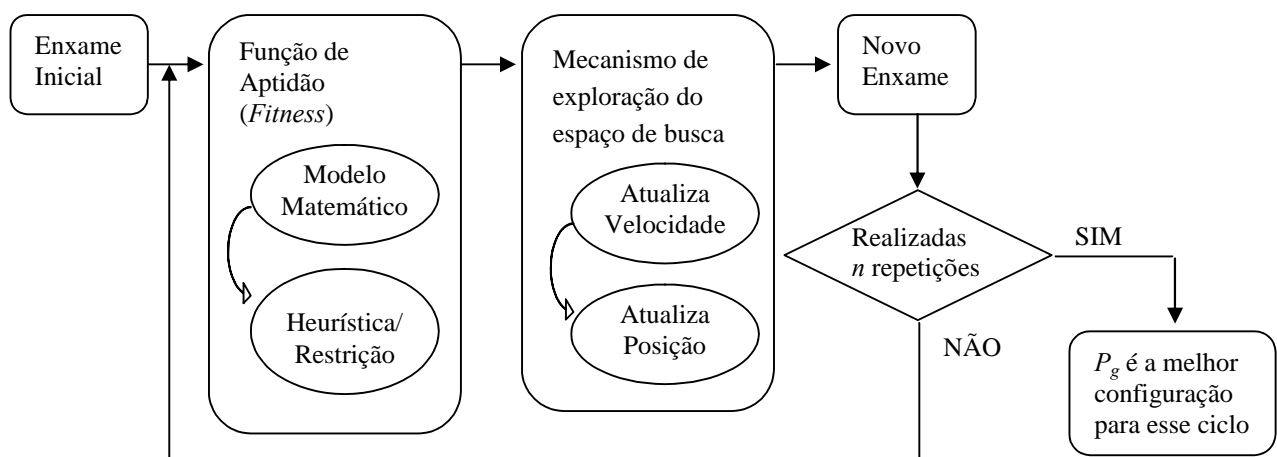 Enxame
Inicial
Função de
Aptidão
(Fitness)
Modelo
Matemático
Heurística/
Restrição
Mecanismo de
exploração do
espaço de busca
Atualiza
Velocidade
Atualiza
Posição
Novo
Enxame
Realizadas
n repetições
SIM
NÃO
Pg é a melhor
configuração
para esse ciclo